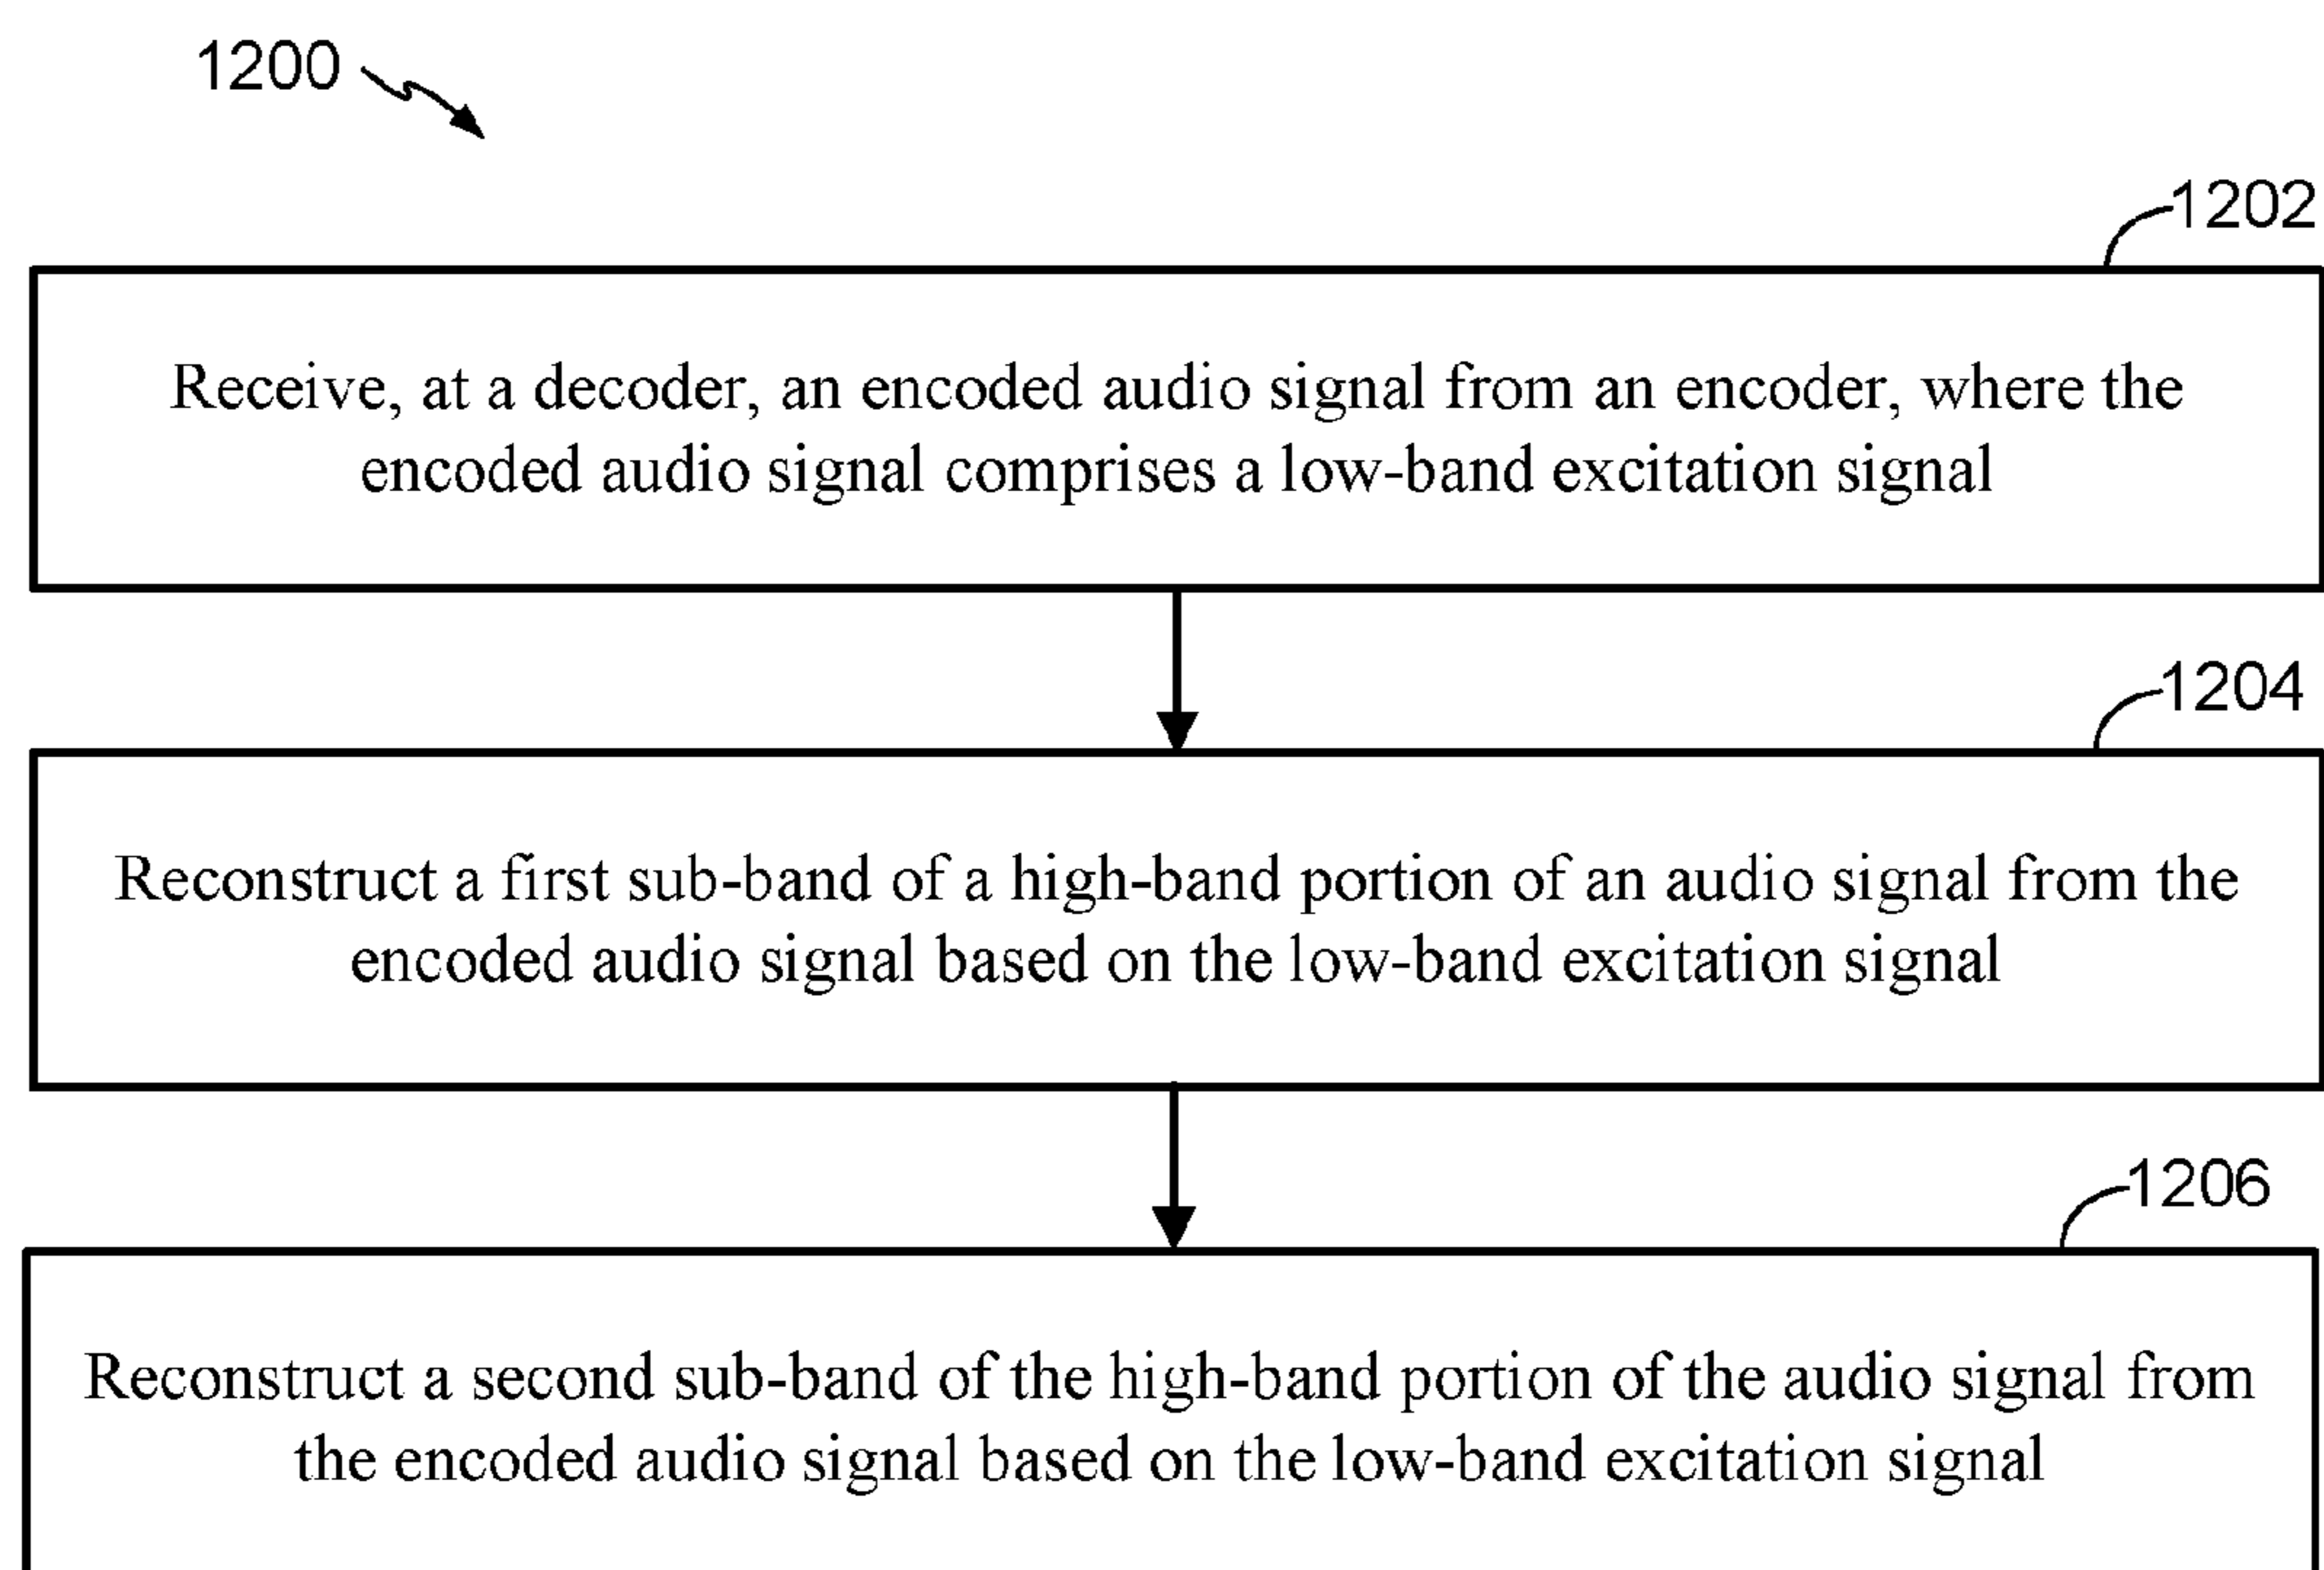 1200
1202
Receive, at a decoder, an encoded audio signal from an encoder, where the
encoded audio signal comprises a low-band excitation signal
1204
Reconstruct a first sub-band of a high-band portion of an audio signal from the
encoded audio signal based on the low-band excitation signal
1206
Reconstruct a second sub-band of the high-band portion of the audio signal from
the encoded audio signal based on the low-band excitation signal